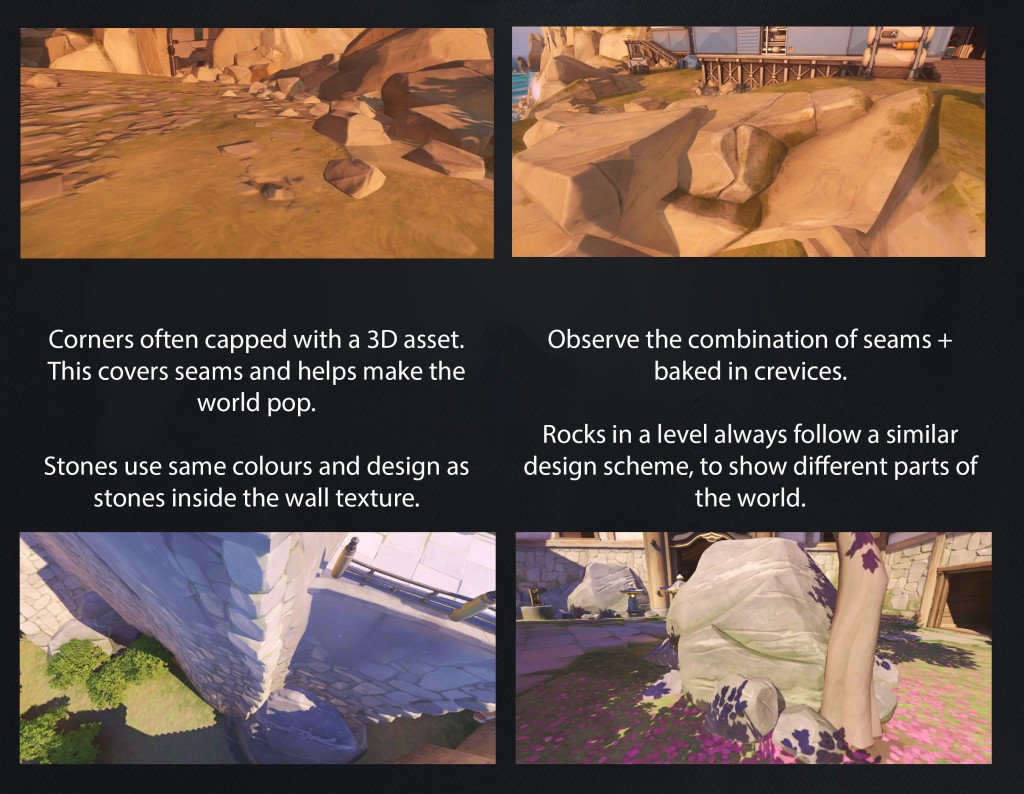 Corners often capped with a 3D asset.
This covers seams and helps make the
world pop.
Stones use same colours and design as
stones inside the wall texture.
Observe the combination of seams +
baked in crevices.
Rocks in a level always follow a similar
design scheme, to show different parts of
the world.